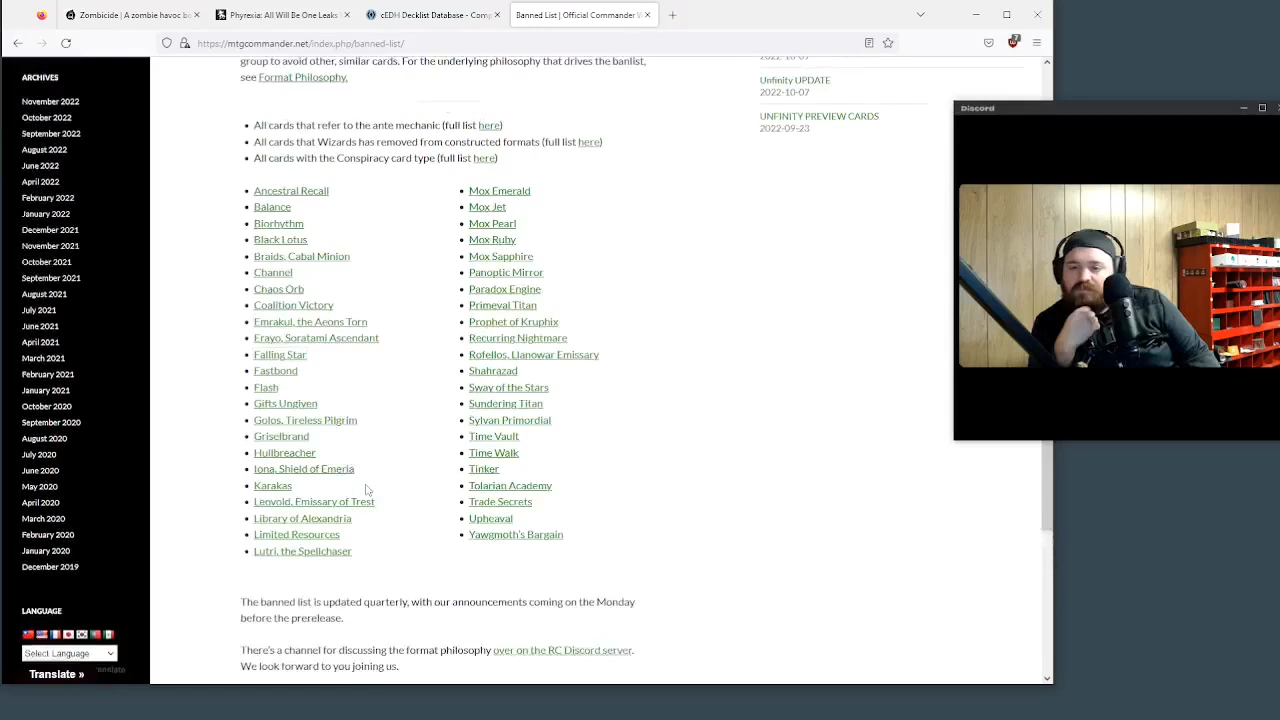 Zombicide: A zombie havoc bo
Phyrexia: All Will Be One Leaks
cEDH Decklist Database - Comp
Banned List | Official Commander W
https://mtgcommander.net/index.php/banned-list/
7
ARCHIVES
November 2022
October 2022
September 2022
August 2022
June 2022
April 2022
February 2022
January 2022
December 2021
November 2021
October 2021
September 2021
August 2021
July 2021
June 2021
April 2021
March 2021
February 2021
January 2021
October 2020
September 2020
August 2020
July 2020
June 2020
May 2020
April 2020
March 2020
February 2020
January 2020
December 2019
LANGUAGE
Select Language
Translate »
Translate
group to avoid other, similar cards. For the underlying philosophy that drives the banlist,
see Format Philosophy.
All cards that refer to the ante mechanic (full list here)
All cards that Wizards has removed from constructed formats (full list here)
All cards with the Conspiracy card type (full list here)
Ancestral Recall
Balance
Biorhythm
Black Lotus
Braids, Cabal Minion
Channel
Chaos Orb
Coalition Victory
Emrakul, the Aeons Torn
Erayo, Soratami Ascendant
Falling Star
Fastbond
Flash
Gifts Ungiven
Golos, Tireless Pilgrim
Griselbrand
Hullbreacher
Iona, Shield of Emeria
Karakas
Leovold, Emissary of Trest
Library of Alexandria
Limited Resources
Lutri, the Spellchaser
Mox Emerald
Mox Jet
Mox Pearl
Mox Ruby
Mox Sapphire
Panoptic Mirror
Paradox Engine
Primeval Titan
Prophet of Kruphix
Recurring Nightmare
Rofellos, Llanowar Emissary
Shahrazad
Sway of the Stars
Sundering Titan
Sylvan Primordial
Time Vault
Time Walk
Tinker
Tolarian Academy
Trade Secrets
Upheaval
Yawgmoth's Bargain
The banned list is updated quarterly, with our announcements coming on the Monday
before the prerelease.
There's a channel for discussing the format philosophy over on the RC Discord server.
We look forward to you joining us.
2022-10-07
Unfinity UPDATE
2022-10-07
UNFINITY PREVIEW CARDS
2022-09-23
Discord